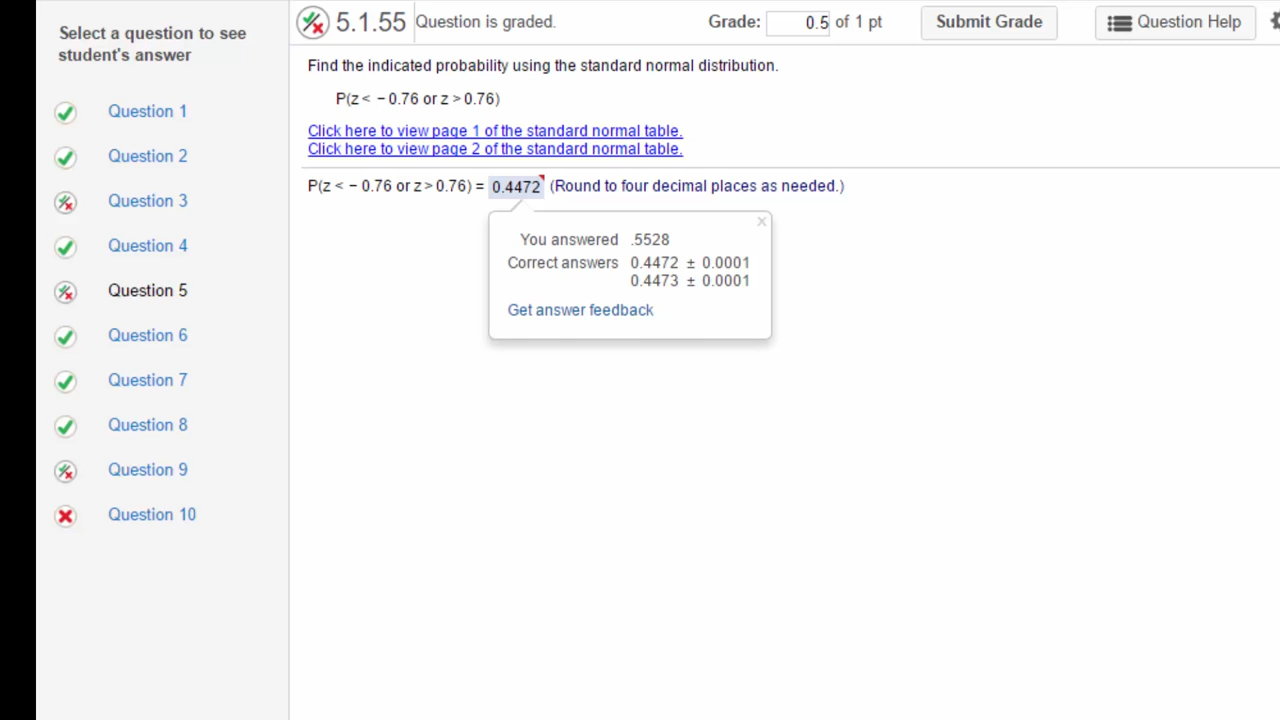 Select a question to see
student's answer
Question 1
Question 2
Question 3
Question 4
Question 5
Question 6
Question 7
Question 8
Question 9
Question 10
5.1.55 Question is graded. Grade: 0.5 of 1 pt Submit Grade Question Help
Find the indicated probability using the standard normal distribution.
P(z < − 0.76 or z > 0.76)
Click here to view page 1 of the standard normal table.
Click here to view page 2 of the standard normal table.
P(z < − 0.76 or z > 0.76) = 0.4472 (Round to four decimal places as needed.)
You answered .5528
Correct answers 0.4472 ± 0.0001
0.4473 ± 0.0001
Get answer feedback